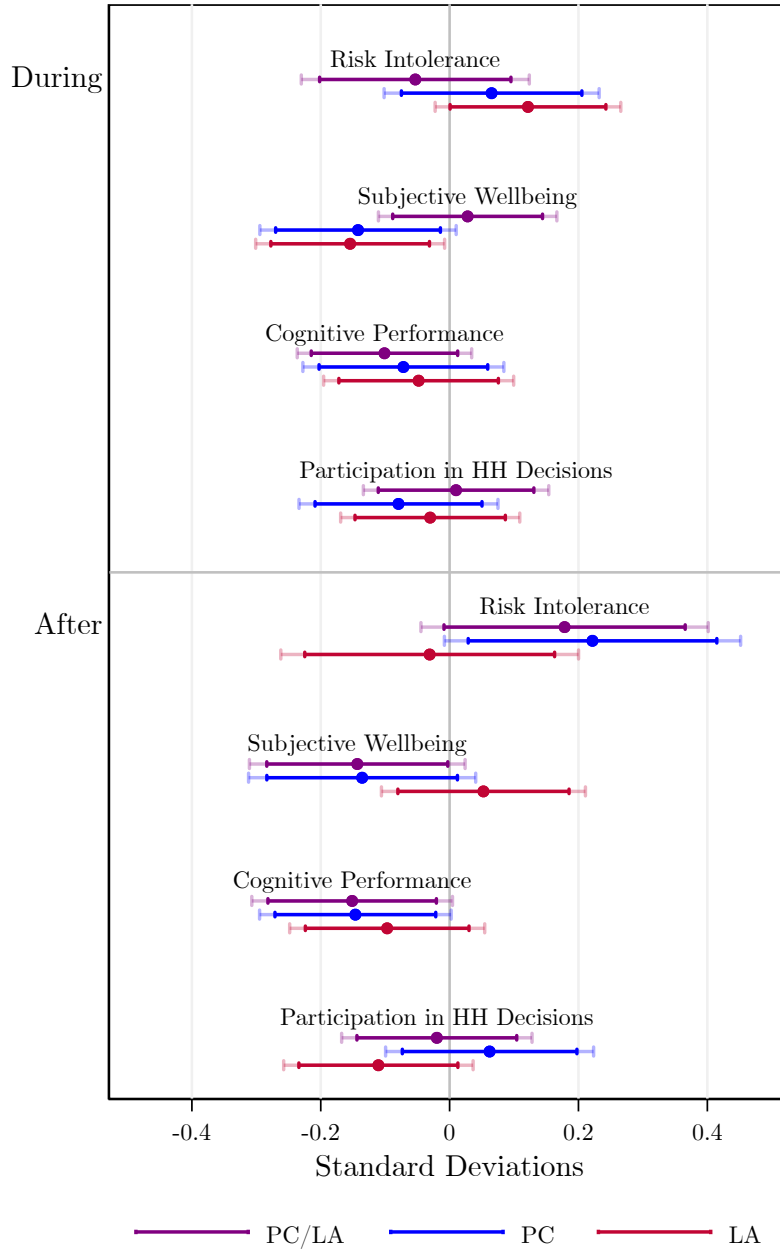 During
Risk Intolerance
Subjective Wellbeing
Cognitive Performance
Participation in HH Decisions
After
Risk Intolerance
Subjective Wellbeing
Cognitive Performance
Participation in HH Decisions
-0.4 -0.2 0 0.2 0.4
Standard Deviations
PC/LA PC LA